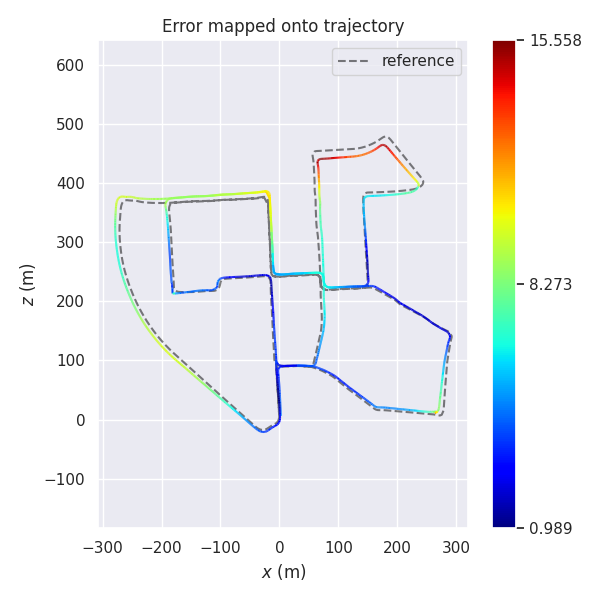 Error mapped onto trajectory
reference
15.558
8.273
0.989
600
500
400
300
200
100
0
−100
z (m)
−300 −200 −100 0 100 200 300
x (m)